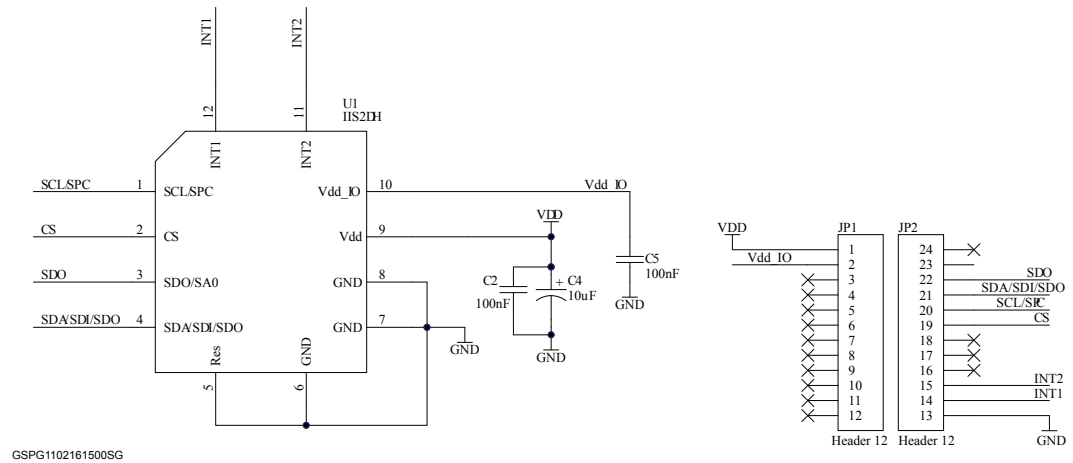 INT1
INT2
12
11
U1
IIS2DH
INT1
INT2
SCL/SPC
1
SCL/SPC
Vdd_IO
10
Vdd_IO
CS
2
CS
Vdd
9
VDD
SDO
3
SDO/SA0
GND
8
C2
100nF
+
C4
10uF
C5
100nF
GND
SDA/SDI/SDO
4
SDA/SDI/SDO
GND
7
GND
GND
Res
GND
5
6
VDD
Vdd_IO
JP1
1
2
3
4
5
6
7
8
9
10
11
12
Header 12
JP2
24
23
22
SDO
21
SDA/SDI/SDO
20
SCL/SPC
19
CS
18
17
16
15
INT2
14
INT1
13
GND
Header 12
GSPG1102161500SG